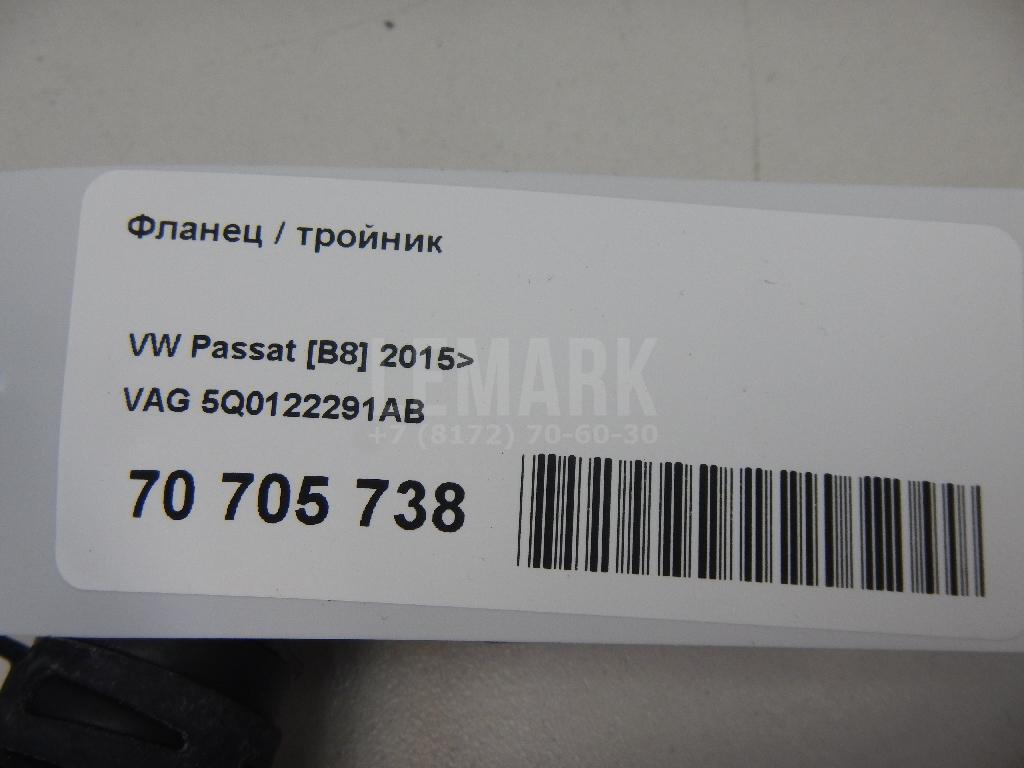 Фланец / тройник
VW Passat [B8] 2015>
LEMARK
VAG 5Q0122291AB
+7 (8172) 70-60-30
70 705 738